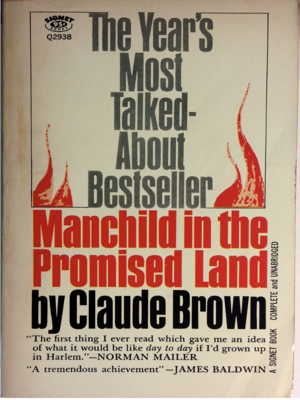 SIGNET
95¢
BOOKS
Q2938
The Year's
Most
Talked-
About
Bestseller
Manchild in the
Promised Land
by Claude Brown
"The first thing I ever read which gave me an idea
of what it would be like day to day if I'd grown up
in Harlem."—NORMAN MAILER
"A tremendous achievement"—JAMES BALDWIN
A SIGNET BOOK COMPLETE and UNABRIDGED